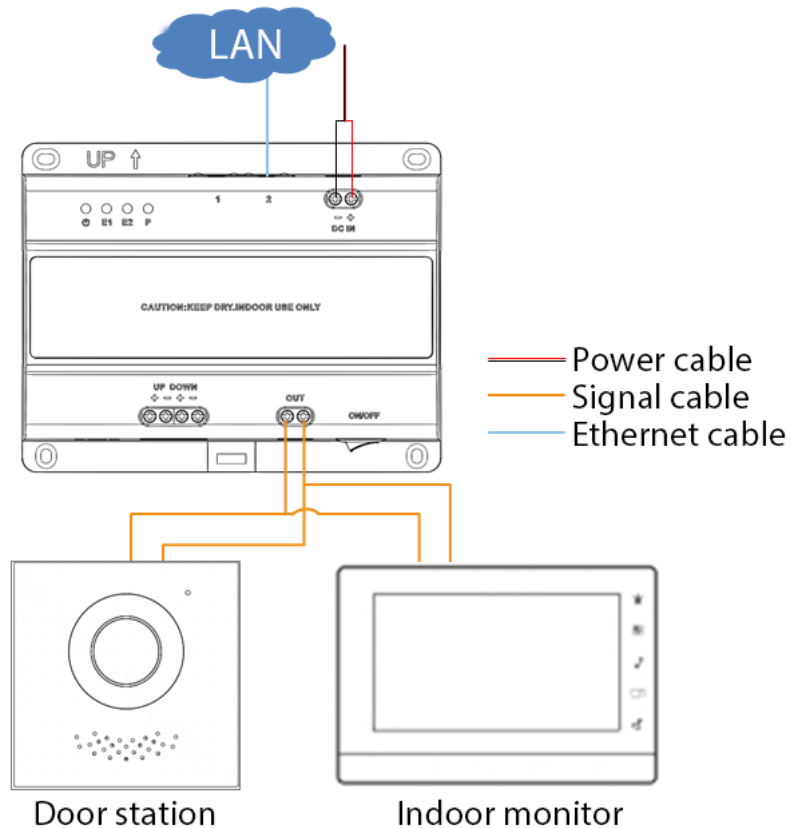 LAN
UP ↑
1 2
E1 E2 P
- +
DC IN
CAUTION:KEEP DRY.INDOOR USE ONLY
UP DOWN
+ - + -
OUT
ON/OFF
Power cable
Signal cable
Ethernet cable
Door station
Indoor monitor